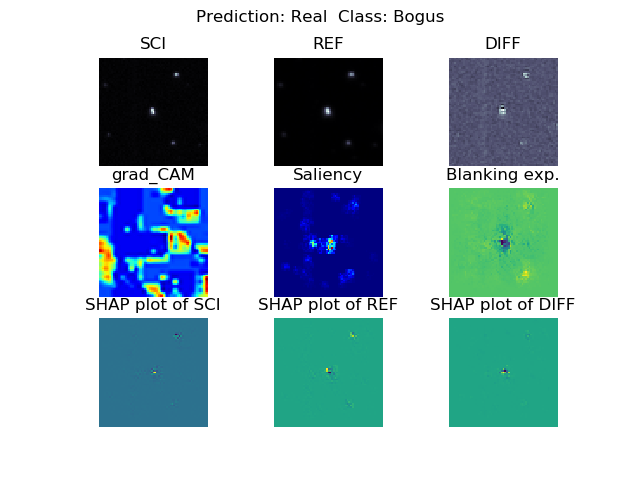 Prediction: Real  Class: Bogus
SCI REF DIFF
grad_CAM Saliency Blanking exp.
SHAP plot of SCI SHAP plot of REF SHAP plot of DIFF